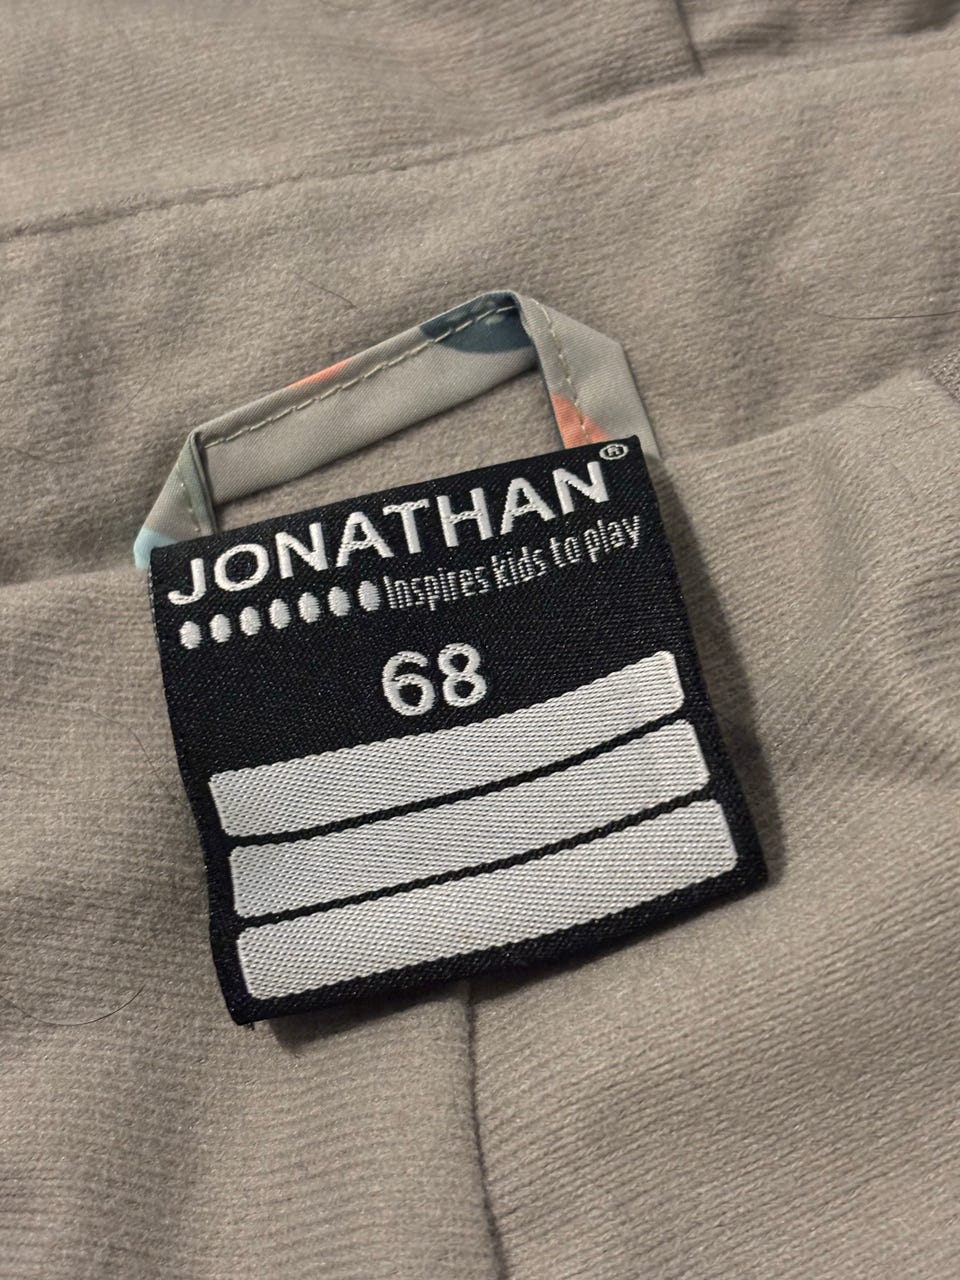 JONATHAN®
Inspires kids to play
68